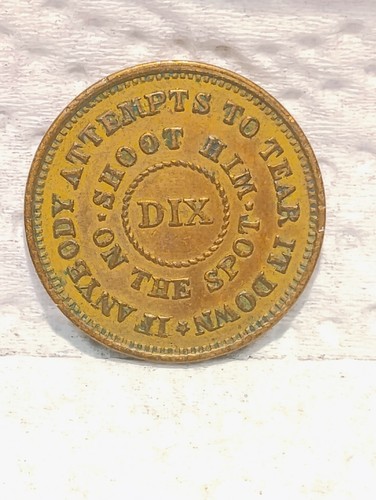 IF ANYBODY ATTEMPTS TO TEAR IT DOWN
SHOOT HIM ON THE SPOT
DIX